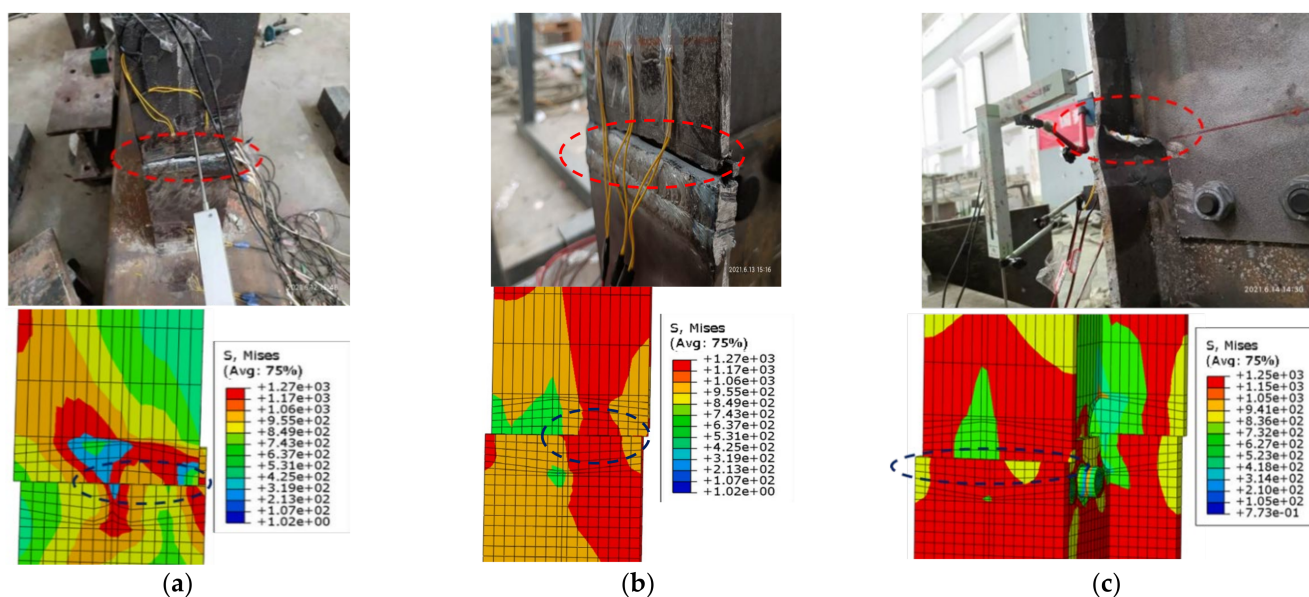 2021.6.13 15:16
2021.6.14 14:30
S, Mises
(Avg: 75%)
+1.27e+03
+1.17e+03
+1.06e+03
+9.55e+02
+8.49e+02
+7.43e+02
+6.37e+02
+5.31e+02
+4.25e+02
+3.19e+02
+2.13e+02
+1.07e+02
+1.02e+00
S, Mises
(Avg: 75%)
+1.27e+03
+1.17e+03
+1.06e+03
+9.55e+02
+8.49e+02
+7.43e+02
+6.37e+02
+5.31e+02
+4.25e+02
+3.19e+02
+2.13e+02
+1.07e+02
+1.02e+00
S, Mises
(Avg: 75%)
+1.25e+03
+1.15e+03
+1.05e+03
+9.41e+02
+8.36e+02
+7.32e+02
+6.27e+02
+5.23e+02
+4.18e+02
+3.14e+02
+2.10e+02
+1.05e+02
+7.73e-01
(a)
(b)
(c)